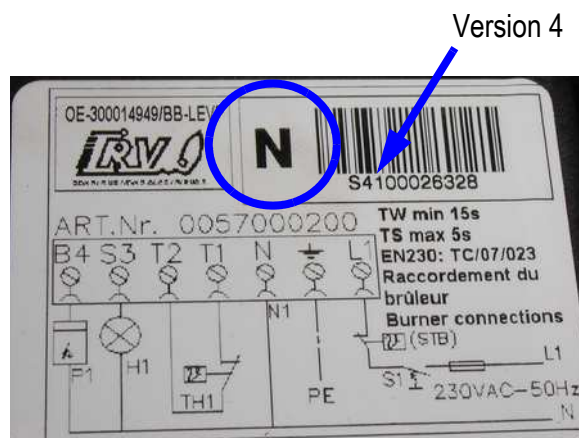 Version 4
OE-300014949/BB-LEV
TRV
N
S4100026328
ART.Nr. 0057000200
TW min 15s
TS max 5s
EN230: TC/07/023
Raccordement du
brûleur
Burner connections
B4 S3 T2 T1 N L1
N1
(STB)
h
P1
H1
TH1
PE
S1
L1
230VAC-50Hz
N